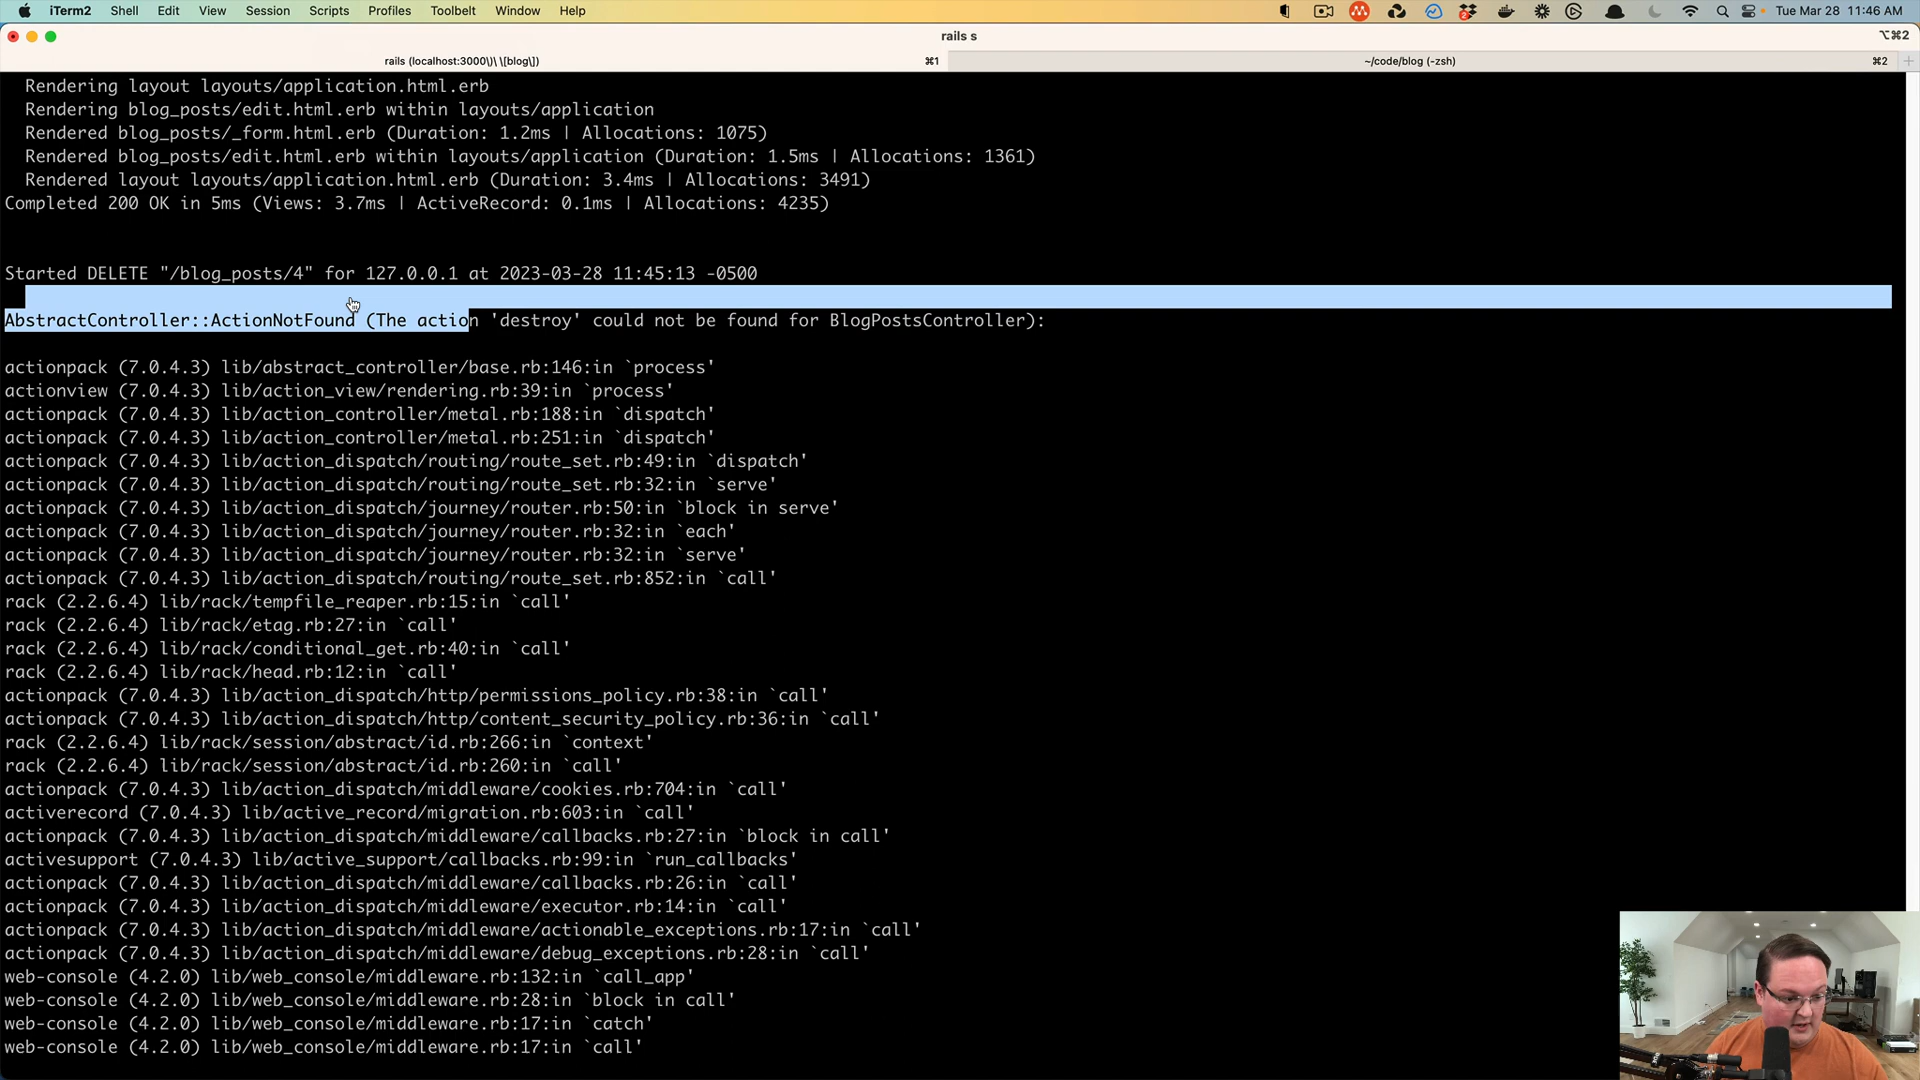 iTerm2 Shell Edit View Session Scripts Profiles Toolbelt Window Help Tue Mar 28 11:46 AM
rails s ⌥⌘2
rails (localhost:3000\)\ \[blog\]) ⌘1 ~/code/blog (-zsh) ⌘2
Rendering layout layouts/application.html.erb
Rendering blog_posts/edit.html.erb within layouts/application
Rendered blog_posts/_form.html.erb (Duration: 1.2ms | Allocations: 1075)
Rendered blog_posts/edit.html.erb within layouts/application (Duration: 1.5ms | Allocations: 1361)
Rendered layout layouts/application.html.erb (Duration: 3.4ms | Allocations: 3491)
Completed 200 OK in 5ms (Views: 3.7ms | ActiveRecord: 0.1ms | Allocations: 4235)
Started DELETE "/blog_posts/4" for 127.0.0.1 at 2023-03-28 11:45:13 -0500
AbstractController::ActionNotFound (The action 'destroy' could not be found for BlogPostsController):
actionpack (7.0.4.3) lib/abstract_controller/base.rb:146:in `process'
actionview (7.0.4.3) lib/action_view/rendering.rb:39:in `process'
actionpack (7.0.4.3) lib/action_controller/metal.rb:188:in `dispatch'
actionpack (7.0.4.3) lib/action_controller/metal.rb:251:in `dispatch'
actionpack (7.0.4.3) lib/action_dispatch/routing/route_set.rb:49:in `dispatch'
actionpack (7.0.4.3) lib/action_dispatch/routing/route_set.rb:32:in `serve'
actionpack (7.0.4.3) lib/action_dispatch/journey/router.rb:50:in `block in serve'
actionpack (7.0.4.3) lib/action_dispatch/journey/router.rb:32:in `each'
actionpack (7.0.4.3) lib/action_dispatch/journey/router.rb:32:in `serve'
actionpack (7.0.4.3) lib/action_dispatch/routing/route_set.rb:852:in `call'
rack (2.2.6.4) lib/rack/tempfile_reaper.rb:15:in `call'
rack (2.2.6.4) lib/rack/etag.rb:27:in `call'
rack (2.2.6.4) lib/rack/conditional_get.rb:40:in `call'
rack (2.2.6.4) lib/rack/head.rb:12:in `call'
actionpack (7.0.4.3) lib/action_dispatch/http/permissions_policy.rb:38:in `call'
actionpack (7.0.4.3) lib/action_dispatch/http/content_security_policy.rb:36:in `call'
rack (2.2.6.4) lib/rack/session/abstract/id.rb:266:in `context'
rack (2.2.6.4) lib/rack/session/abstract/id.rb:260:in `call'
actionpack (7.0.4.3) lib/action_dispatch/middleware/cookies.rb:704:in `call'
activerecord (7.0.4.3) lib/active_record/migration.rb:603:in `call'
actionpack (7.0.4.3) lib/action_dispatch/middleware/callbacks.rb:27:in `block in call'
activesupport (7.0.4.3) lib/active_support/callbacks.rb:99:in `run_callbacks'
actionpack (7.0.4.3) lib/action_dispatch/middleware/callbacks.rb:26:in `call'
actionpack (7.0.4.3) lib/action_dispatch/middleware/executor.rb:14:in `call'
actionpack (7.0.4.3) lib/action_dispatch/middleware/actionable_exceptions.rb:17:in `call'
actionpack (7.0.4.3) lib/action_dispatch/middleware/debug_exceptions.rb:28:in `call'
web-console (4.2.0) lib/web_console/middleware.rb:132:in `call_app'
web-console (4.2.0) lib/web_console/middleware.rb:28:in `block in call'
web-console (4.2.0) lib/web_console/middleware.rb:17:in `catch'
web-console (4.2.0) lib/web_console/middleware.rb:17:in `call'